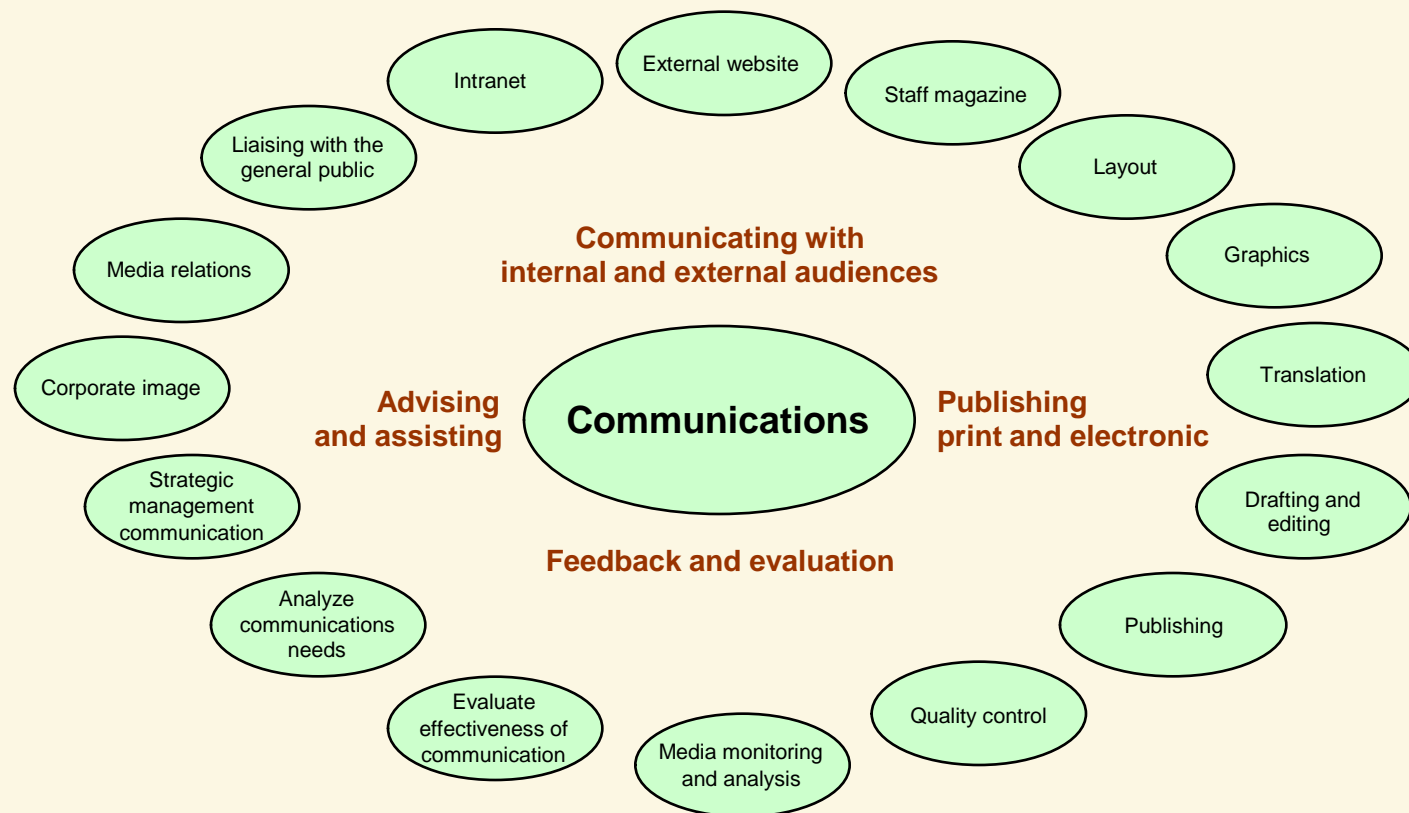 External website
Intranet
Staff magazine
Liaising with the
general public
Layout
Communicating with
internal and external audiences
Media relations
Graphics
Corporate image
Advising
and assisting
Communications
Publishing
print and electronic
Translation
Strategic
management
communication
Drafting and
editing
Feedback and evaluation
Analyze
communications
needs
Publishing
Evaluate
effectiveness of
communication
Quality control
Media monitoring
and analysis